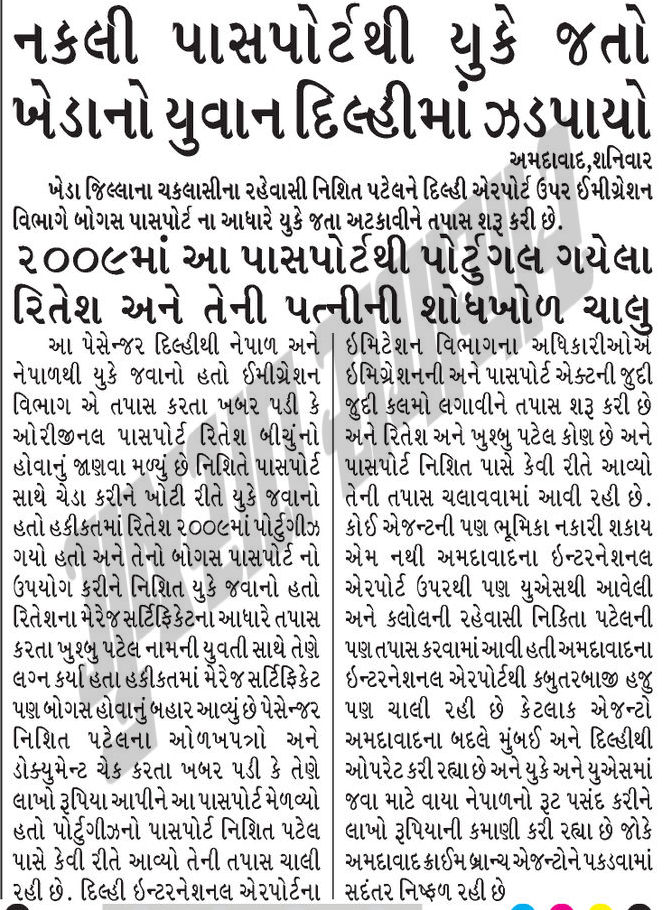 નકલી પાસપોર્ટથી યુકે જતો
ખેડાનો યુવાન દિલ્હીમાં ઝડપાયો
અમદાવાદ,શનિવાર
ખેડા જિલ્લાના ચકલાસીના રહેવાસી નિશિત પટેલને દિલ્હી એરપોર્ટ ઉપર ઈમીગ્રેશન
વિભાગે બોગસ પાસપોર્ટ ના આધારે યુકે જતા અટકાવીને તપાસ શરૂ કરી છે.
૨૦૦૯માં આ પાસપોર્ટથી પોર્ટુગલ ગયેલા
રિતેશ અને તેની પત્નીની શોધખોળ ચાલુ
આ પેસેન્જર દિલ્હીથી નેપાળ અને
નેપાળથી યુકે જવાનો હતો ઈમીગ્રેશન
વિભાગ એ તપાસ કરતા ખબર પડી કે
ઓરીજીનલ પાસપોર્ટ રિતેશ બીચુંનો
હોવાનું જાણવા મળ્યું છે નિશિતે પાસપોર્ટ
સાથે ચેડા કરીને ખોટી રીતે યુકે જવાનો
હતો હકીકતમાં રિતેશ ૨૦૦૯માં પોર્ટુગીઝ
ગયો હતો અને તેનો બોગસ પાસપોર્ટ નો
ઉપયોગ કરીને નિશિત યુકે જવાનો હતો
રિતેશના મેરેજ સર્ટિફિકેટના આધારે તપાસ
કરતા ખુશ્બુ પટેલ નામની યુવતી સાથે તેણે
લગ્ન કર્યા હતા હકીકતમાં મેરેજ સર્ટિફિકેટ
પણ બોગસ હોવાનું બહાર આવ્યું છે પેસેન્જર
નિશિત પટેલના ઓળખપત્રો અને
ડોક્યુમેન્ટ ચેક કરતા ખબર પડી કે તેણે
લાખો રૂપિયા આપીને આ પાસપોર્ટ મેળવ્યો
હતો પોર્ટુગીઝનો પાસપોર્ટ નિશિત પટેલ
પાસે કેવી રીતે આવ્યો તેની તપાસ ચાલી
રહી છે. દિલ્હી ઇન્ટરનેશનલ એરપોર્ટના
ઇમિટેશન વિભાગના અધિકારીઓએ
ઇમિગ્રેશનની અને પાસપોર્ટ એક્ટની જુદી
જુદી કલમો લગાવીને તપાસ શરૂ કરી છે
અને રિતેશ અને ખુશ્બુ પટેલ કોણ છે અને
પાસપોર્ટ નિશિત પાસે કેવી રીતે આવ્યો
તેની તપાસ ચલાવવામાં આવી રહી છે.
કોઈ એજન્ટની પણ ભૂમિકા નકારી શકાય
એમ નથી અમદાવાદના ઇન્ટરનેશનલ
એરપોર્ટ ઉપરથી પણ યુએસથી આવેલી
અને કલોલની રહેવાસી નિકિતા પટેલની
પણ તપાસ કરવામાં આવી હતી અમદાવાદના
ઇન્ટરનેશનલ એરપોર્ટથી કબુતરબાજી હજુ
પણ ચાલી રહી છે કેટલાક એજન્ટો
અમદાવાદના બદલે મુંબઈ અને દિલ્હીથી
ઓપરેટ કરી રહ્યા છે અને યુકે અને યુએસમાં
જવા માટે વાયા નેપાળનો રૂટ પસંદ કરીને
લાખો રૂપિયાની કમાણી કરી રહ્યા છે જોકે
અમદાવાદ ક્રાઈમ બ્રાન્ચ એજન્ટોને પકડવામાં
સદંતર નિષ્ફળ રહી છે